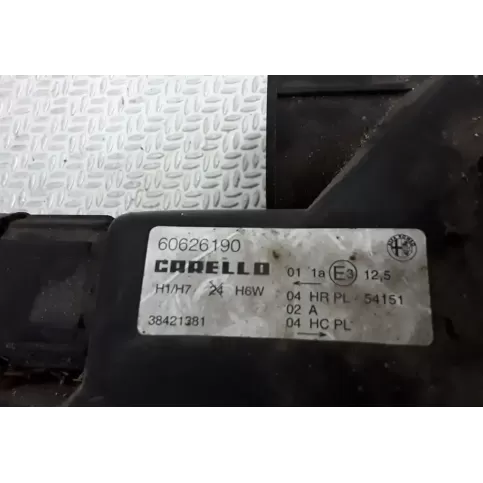 60626190
CARELLO
H1/H7 24 H6W
38421381
01 1a E3 12,5
04 HR PL 54151
02 A
04 HC PL